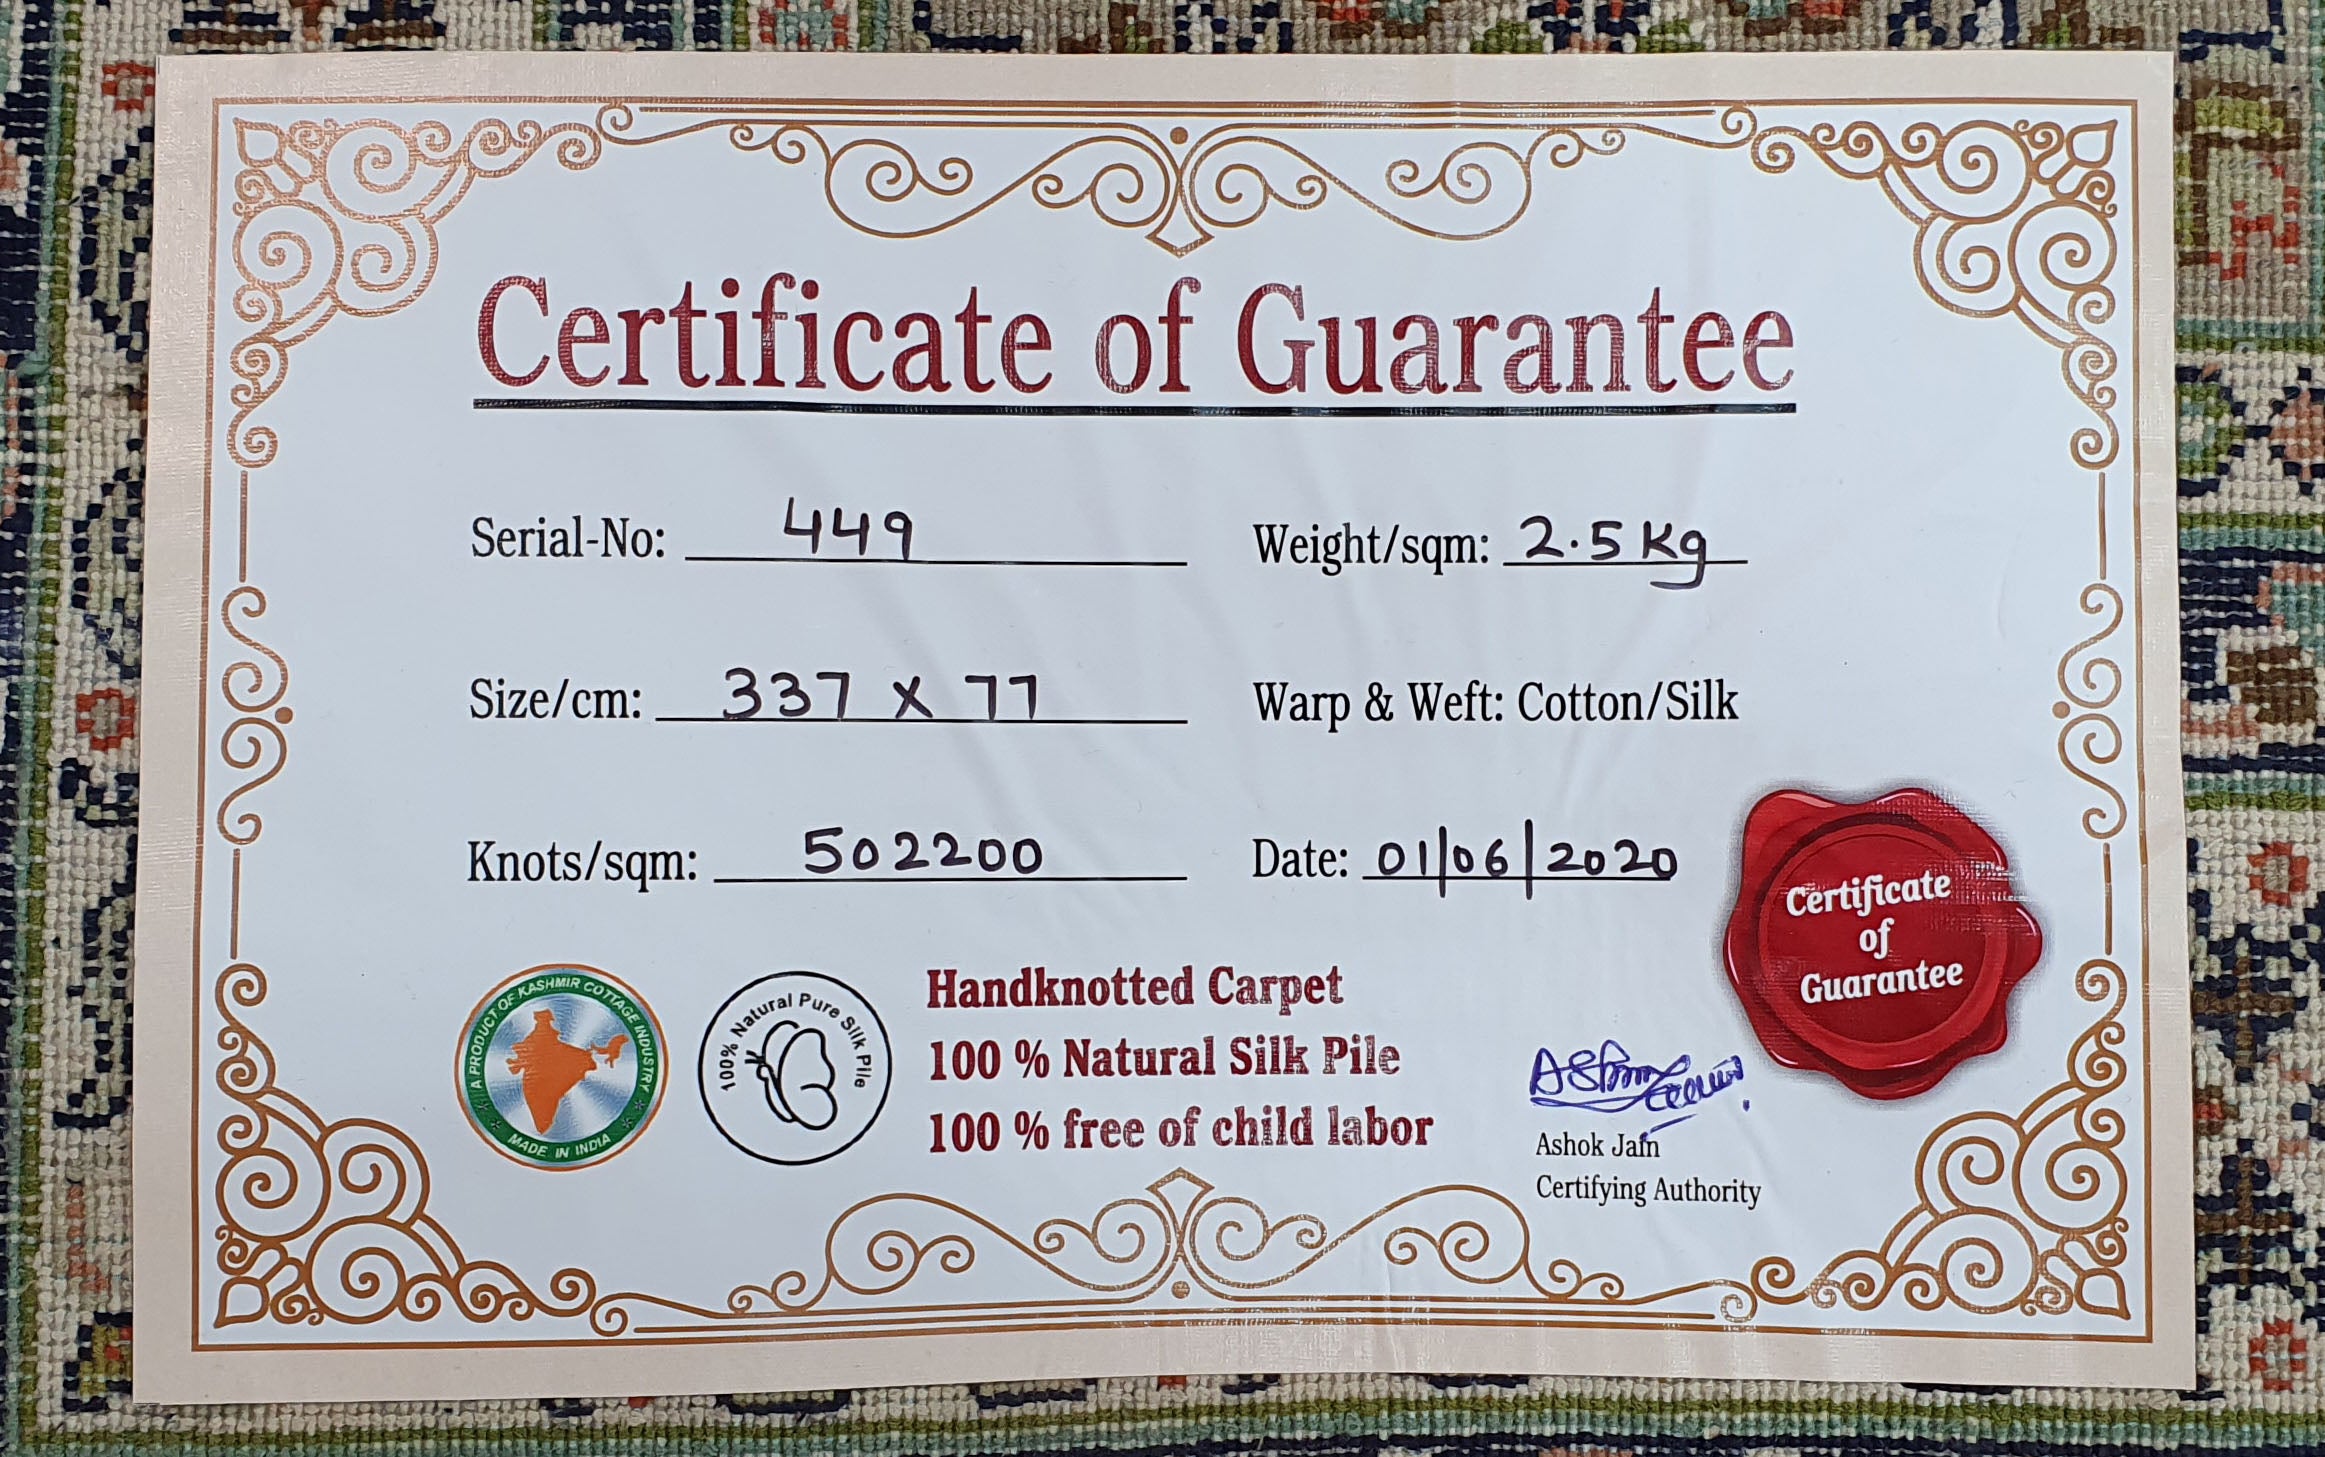 Certificate of Guarantee
Serial-No: 449
Weight/sqm: 2.5 Kg
Size/cm: 337 x 77
Warp & Weft: Cotton/Silk
Knots/sqm: 502200
Date: 01/06/2020
Certificate
of
Guarantee
A PRODUCT OF KASHMIR COTTAGE INDUSTRY
MADE IN INDIA
100% Natural Pure Silk Pile
Handknotted Carpet
100 % Natural Silk Pile
100 % free of child labor
Ashok Jain
Certifying Authority